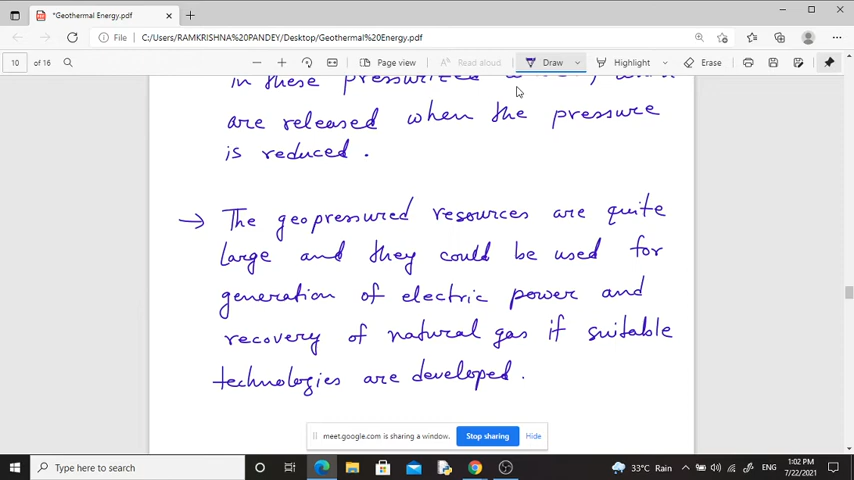 *Geothermal Energy.pdf
File C:/Users/RAMKRISHNA%20PANDEY/Desktop/Geothermal%20Energy.pdf
10 of 16 Page view Read aloud Draw Highlight Erase
in these pressurized
are released when the pressure
is reduced.
→ The geopressured resources are quite
large and they could be used for
generation of electric power and
recovery of natural gas if suitable
technologies are developed.
meet.google.com is sharing a window. Stop sharing Hide
Type here to search 33°C Rain ENG 1:02 PM
7/22/2021